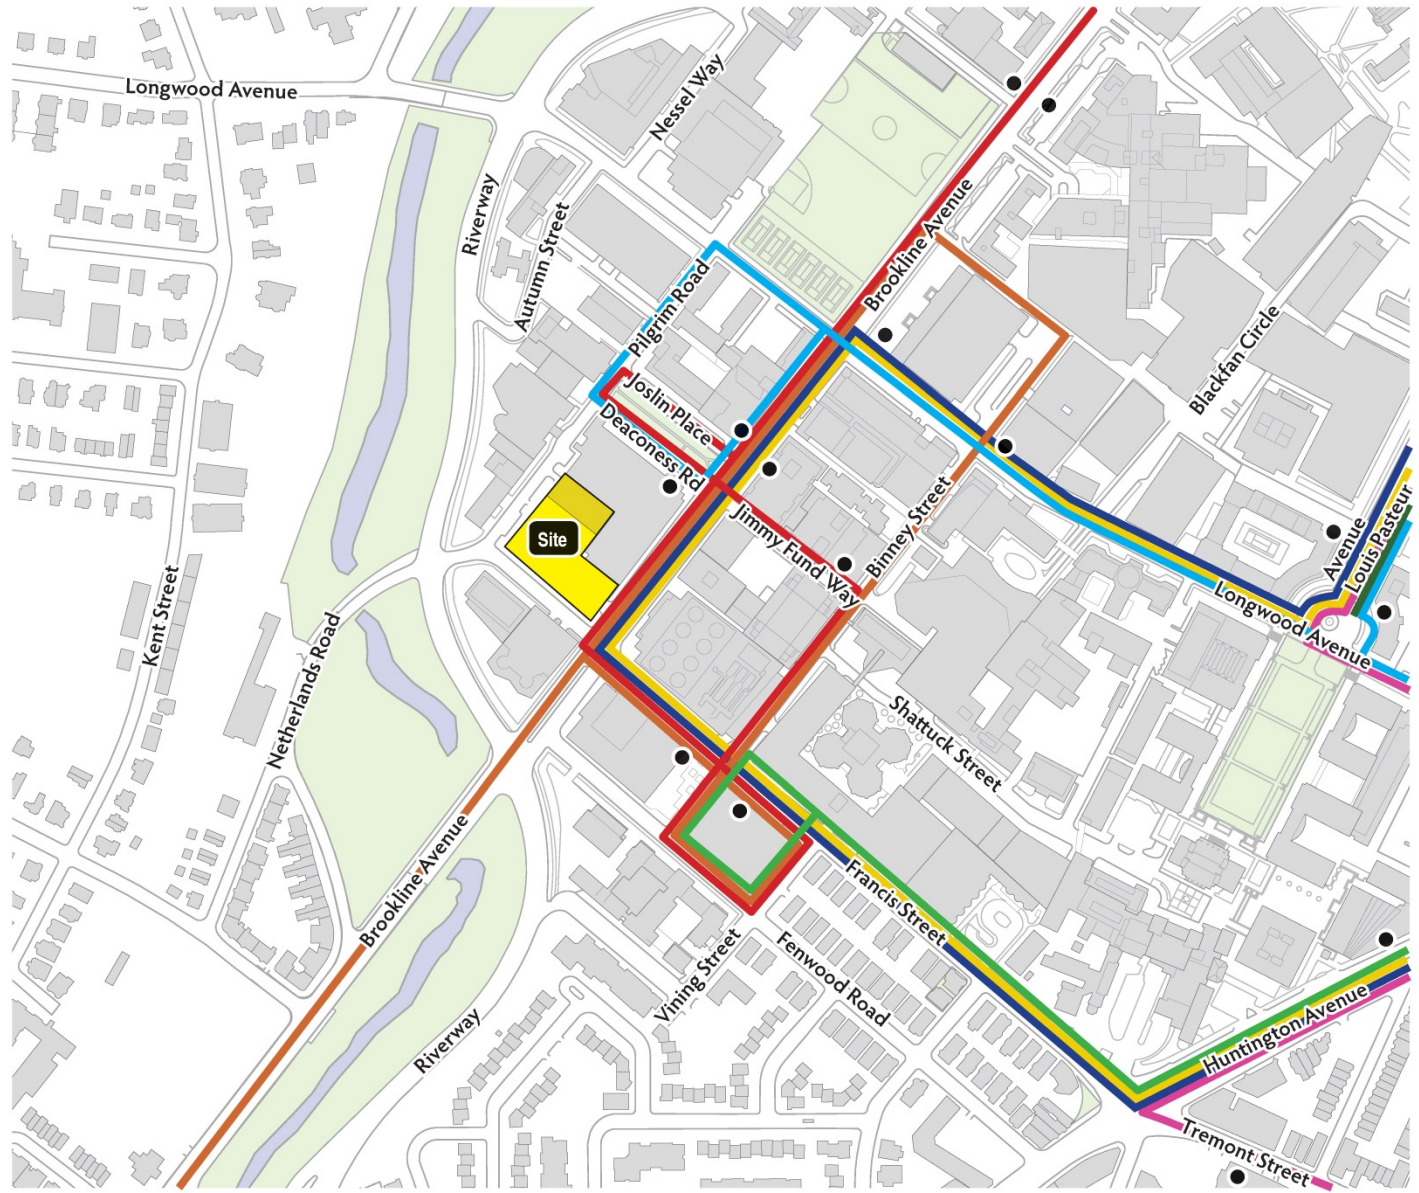 Longwood Avenue
Nessel Way
Riverway
Autumn Street
Brookline Avenue
Pilgrim Road
Blackfan Circle
Joslin Place
Deaconess Rd
Site
Jimmy Fund Way
Binney Street
Avenue
Louis Pasteur
Longwood Avenue
Kent Street
Netherlands Road
Shattuck Street
Brookline Avenue
Francis Street
Vining Street
Fenwood Road
Riverway
Huntington Avenue
Tremont Street